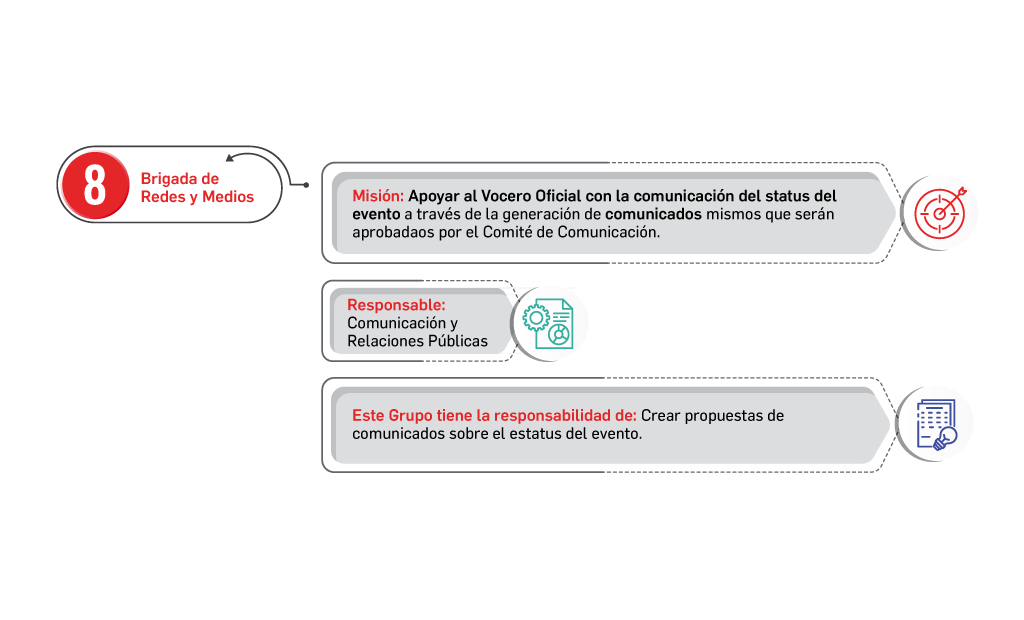 8
Brigada de
Redes y Medios
Misión: Apoyar al Vocero Oficial con la comunicación del status del
evento a través de la generación de comunicados mismos que serán
aprobadaos por el Comité de Comunicación.
Responsable:
Comunicación y
Relaciones Públicas
Este Grupo tiene la responsabilidad de: Crear propuestas de
comunicados sobre el estatus del evento.